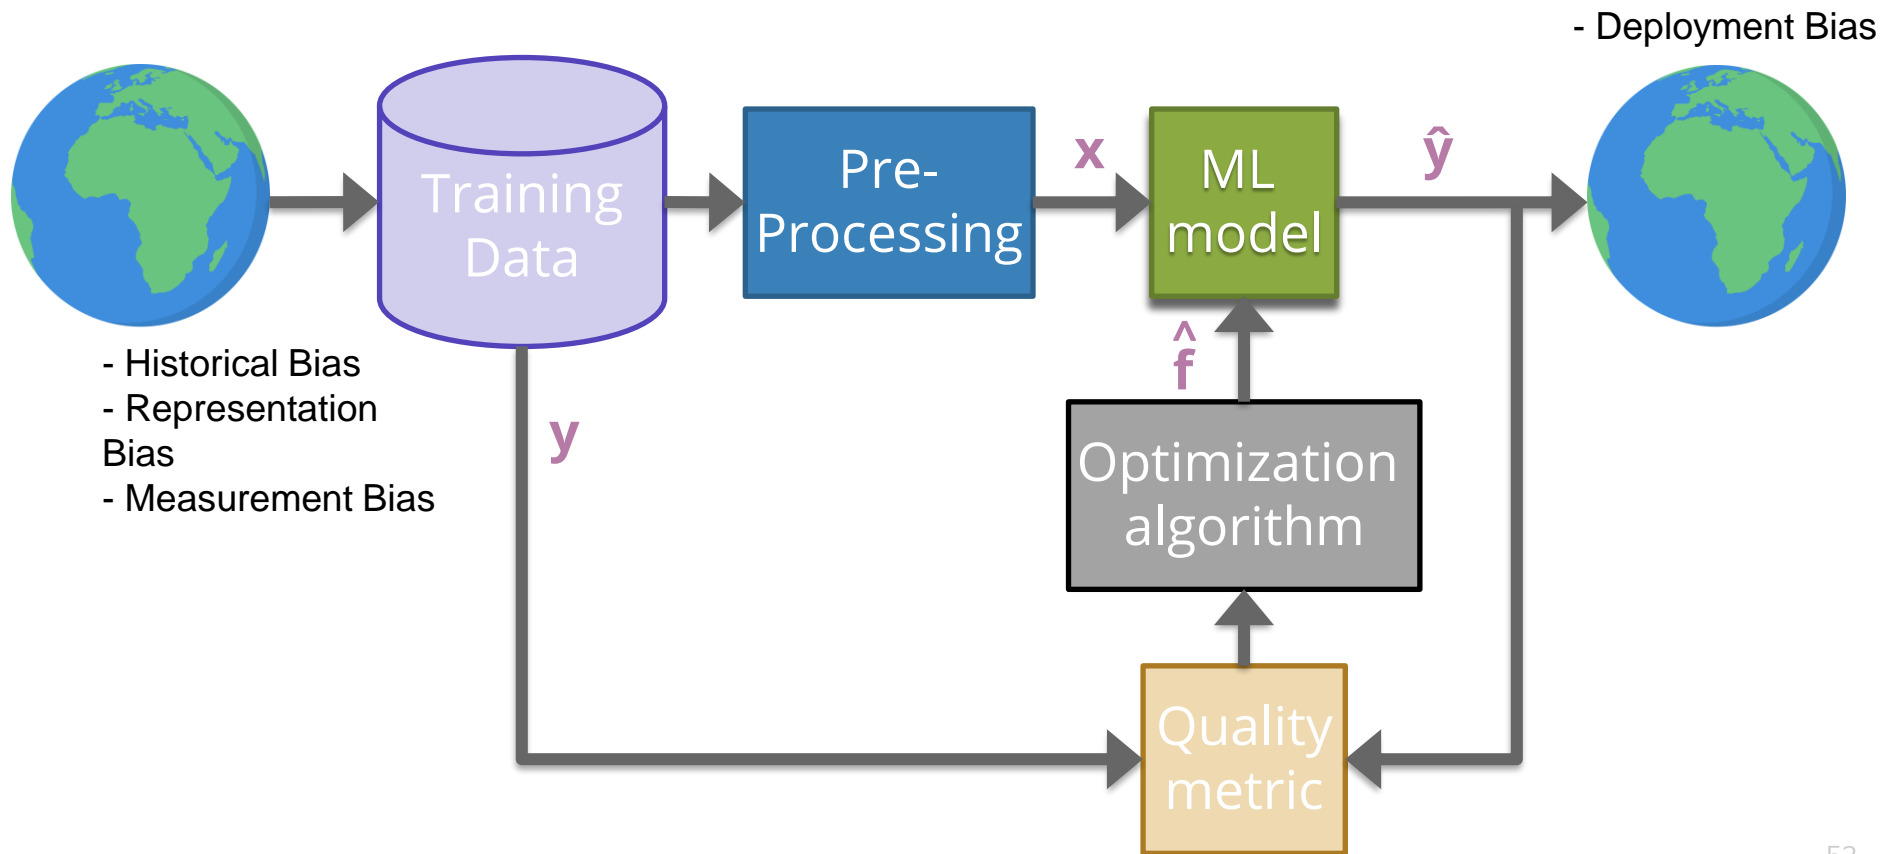 - Deployment Bias
Training
Data
Pre-
Processing
x
ML
model
ŷ
- Historical Bias
- Representation
Bias
- Measurement Bias
y
^
f̂
Optimization
algorithm
Quality
metric